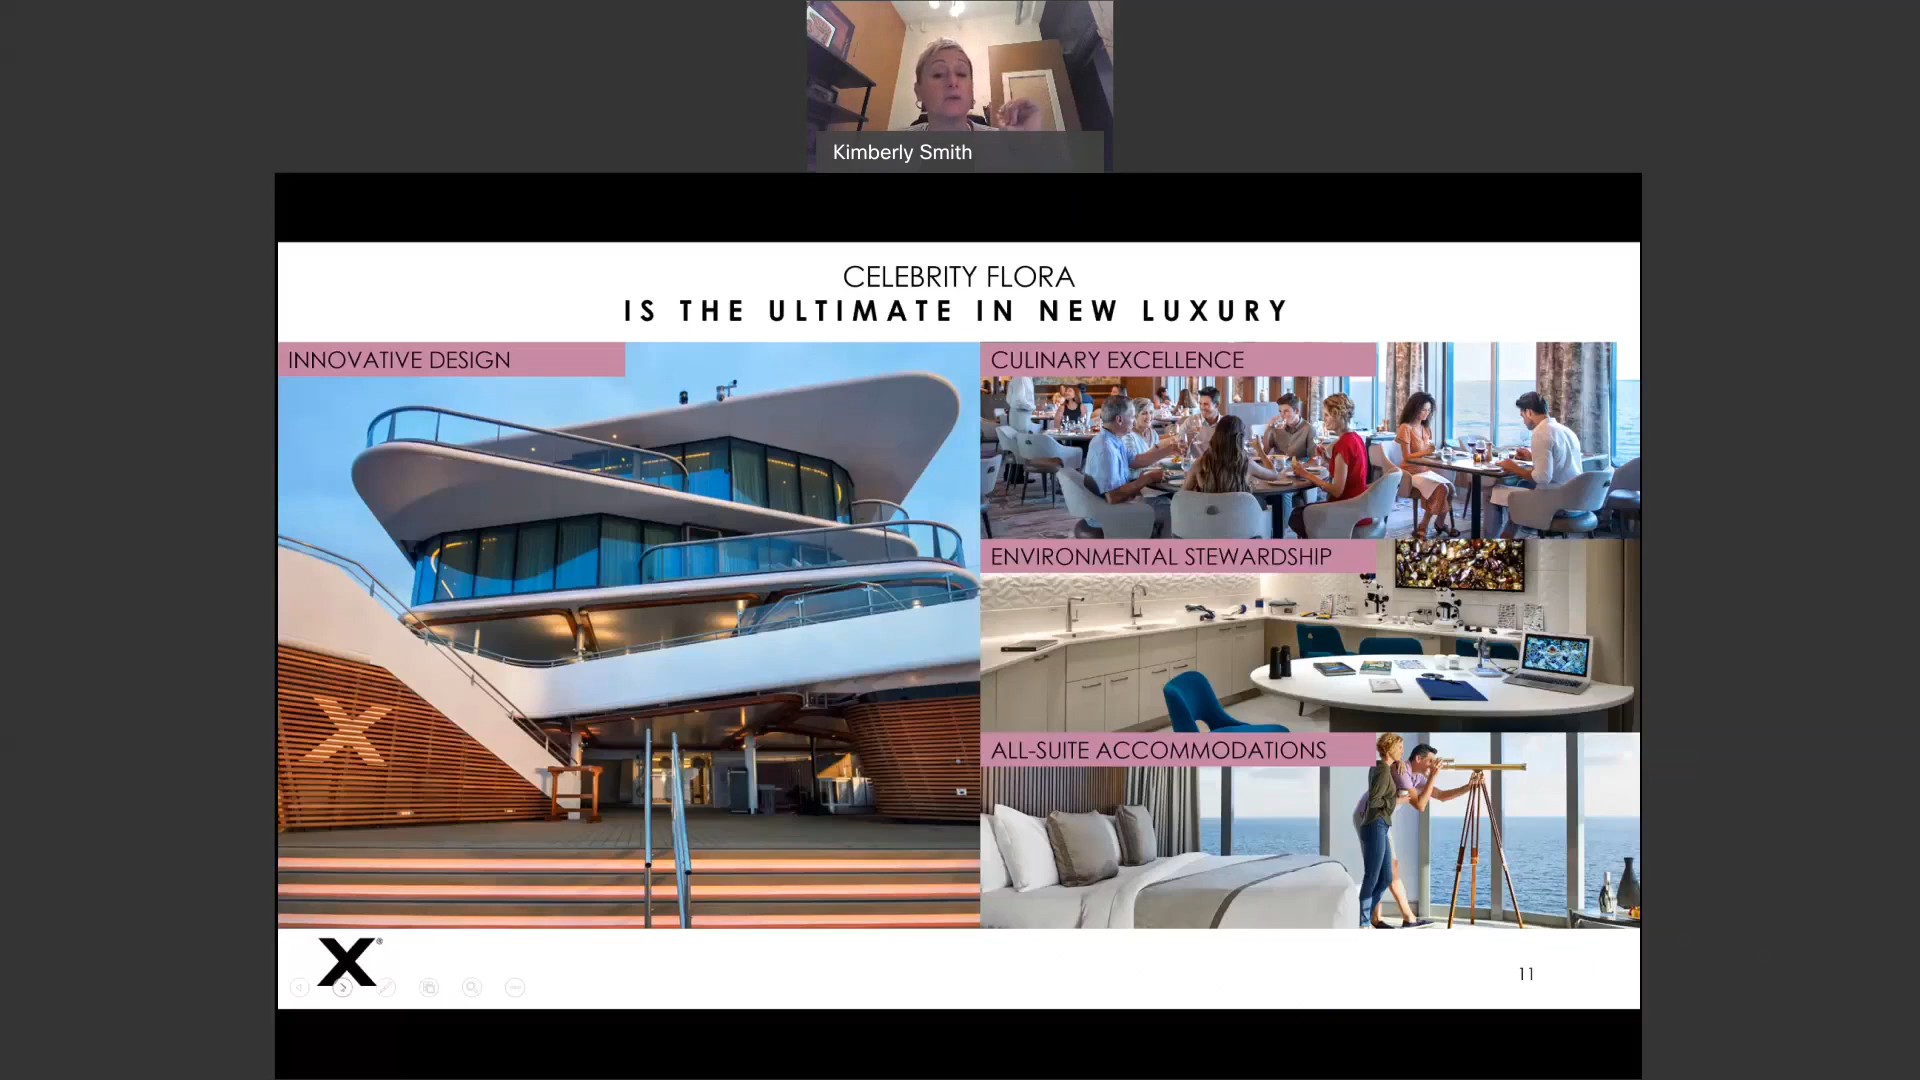 Kimberly Smith
CELEBRITY FLORA
IS THE ULTIMATE IN NEW LUXURY
INNOVATIVE DESIGN
CULINARY EXCELLENCE
ENVIRONMENTAL STEWARDSHIP
ALL-SUITE ACCOMMODATIONS
X
X®
11